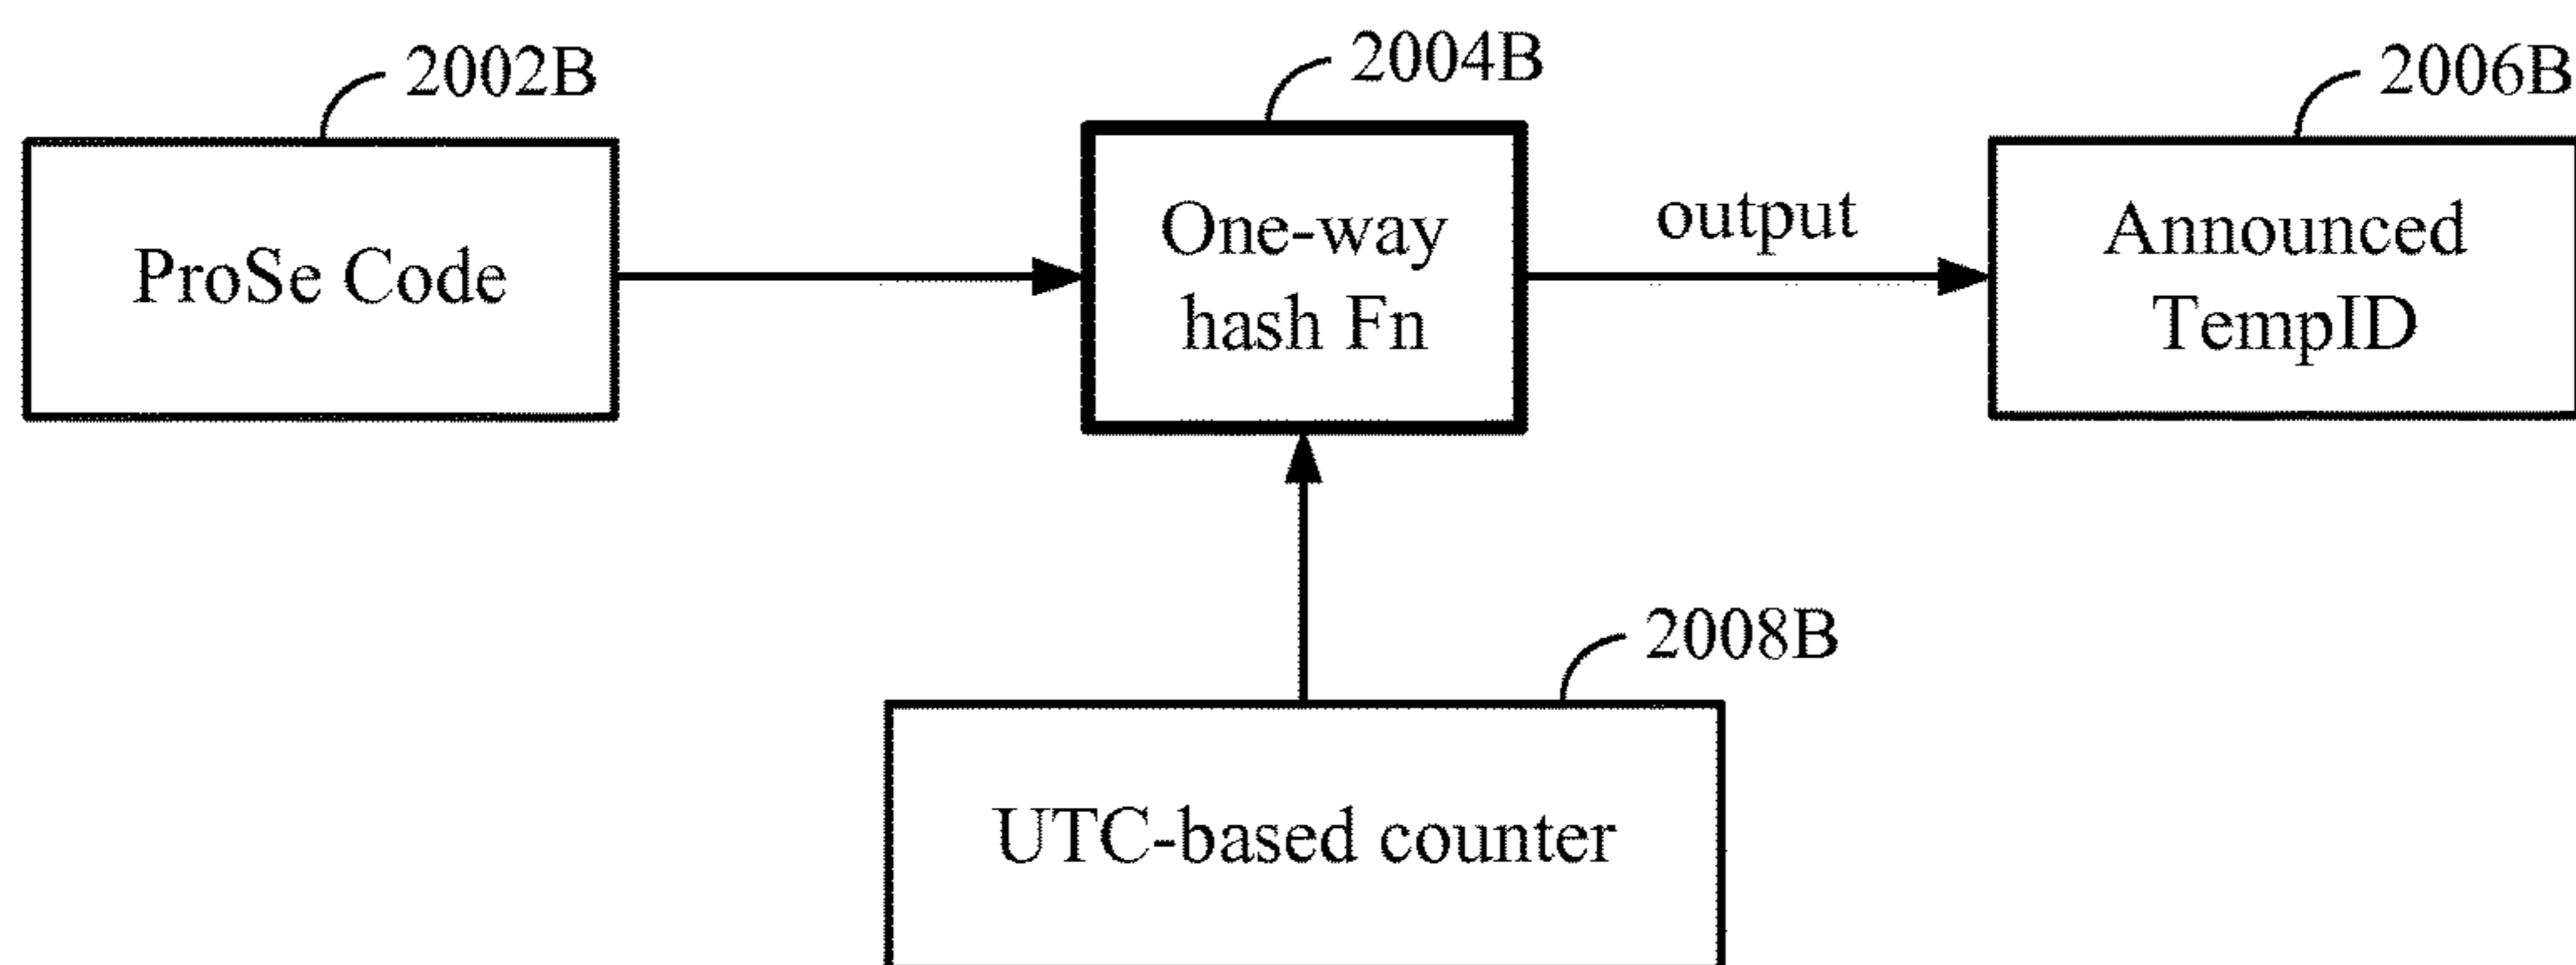 2002B
2004B
2006B
ProSe Code
One-way
hash Fn
output
Announced
TempID
2008B
UTC-based counter